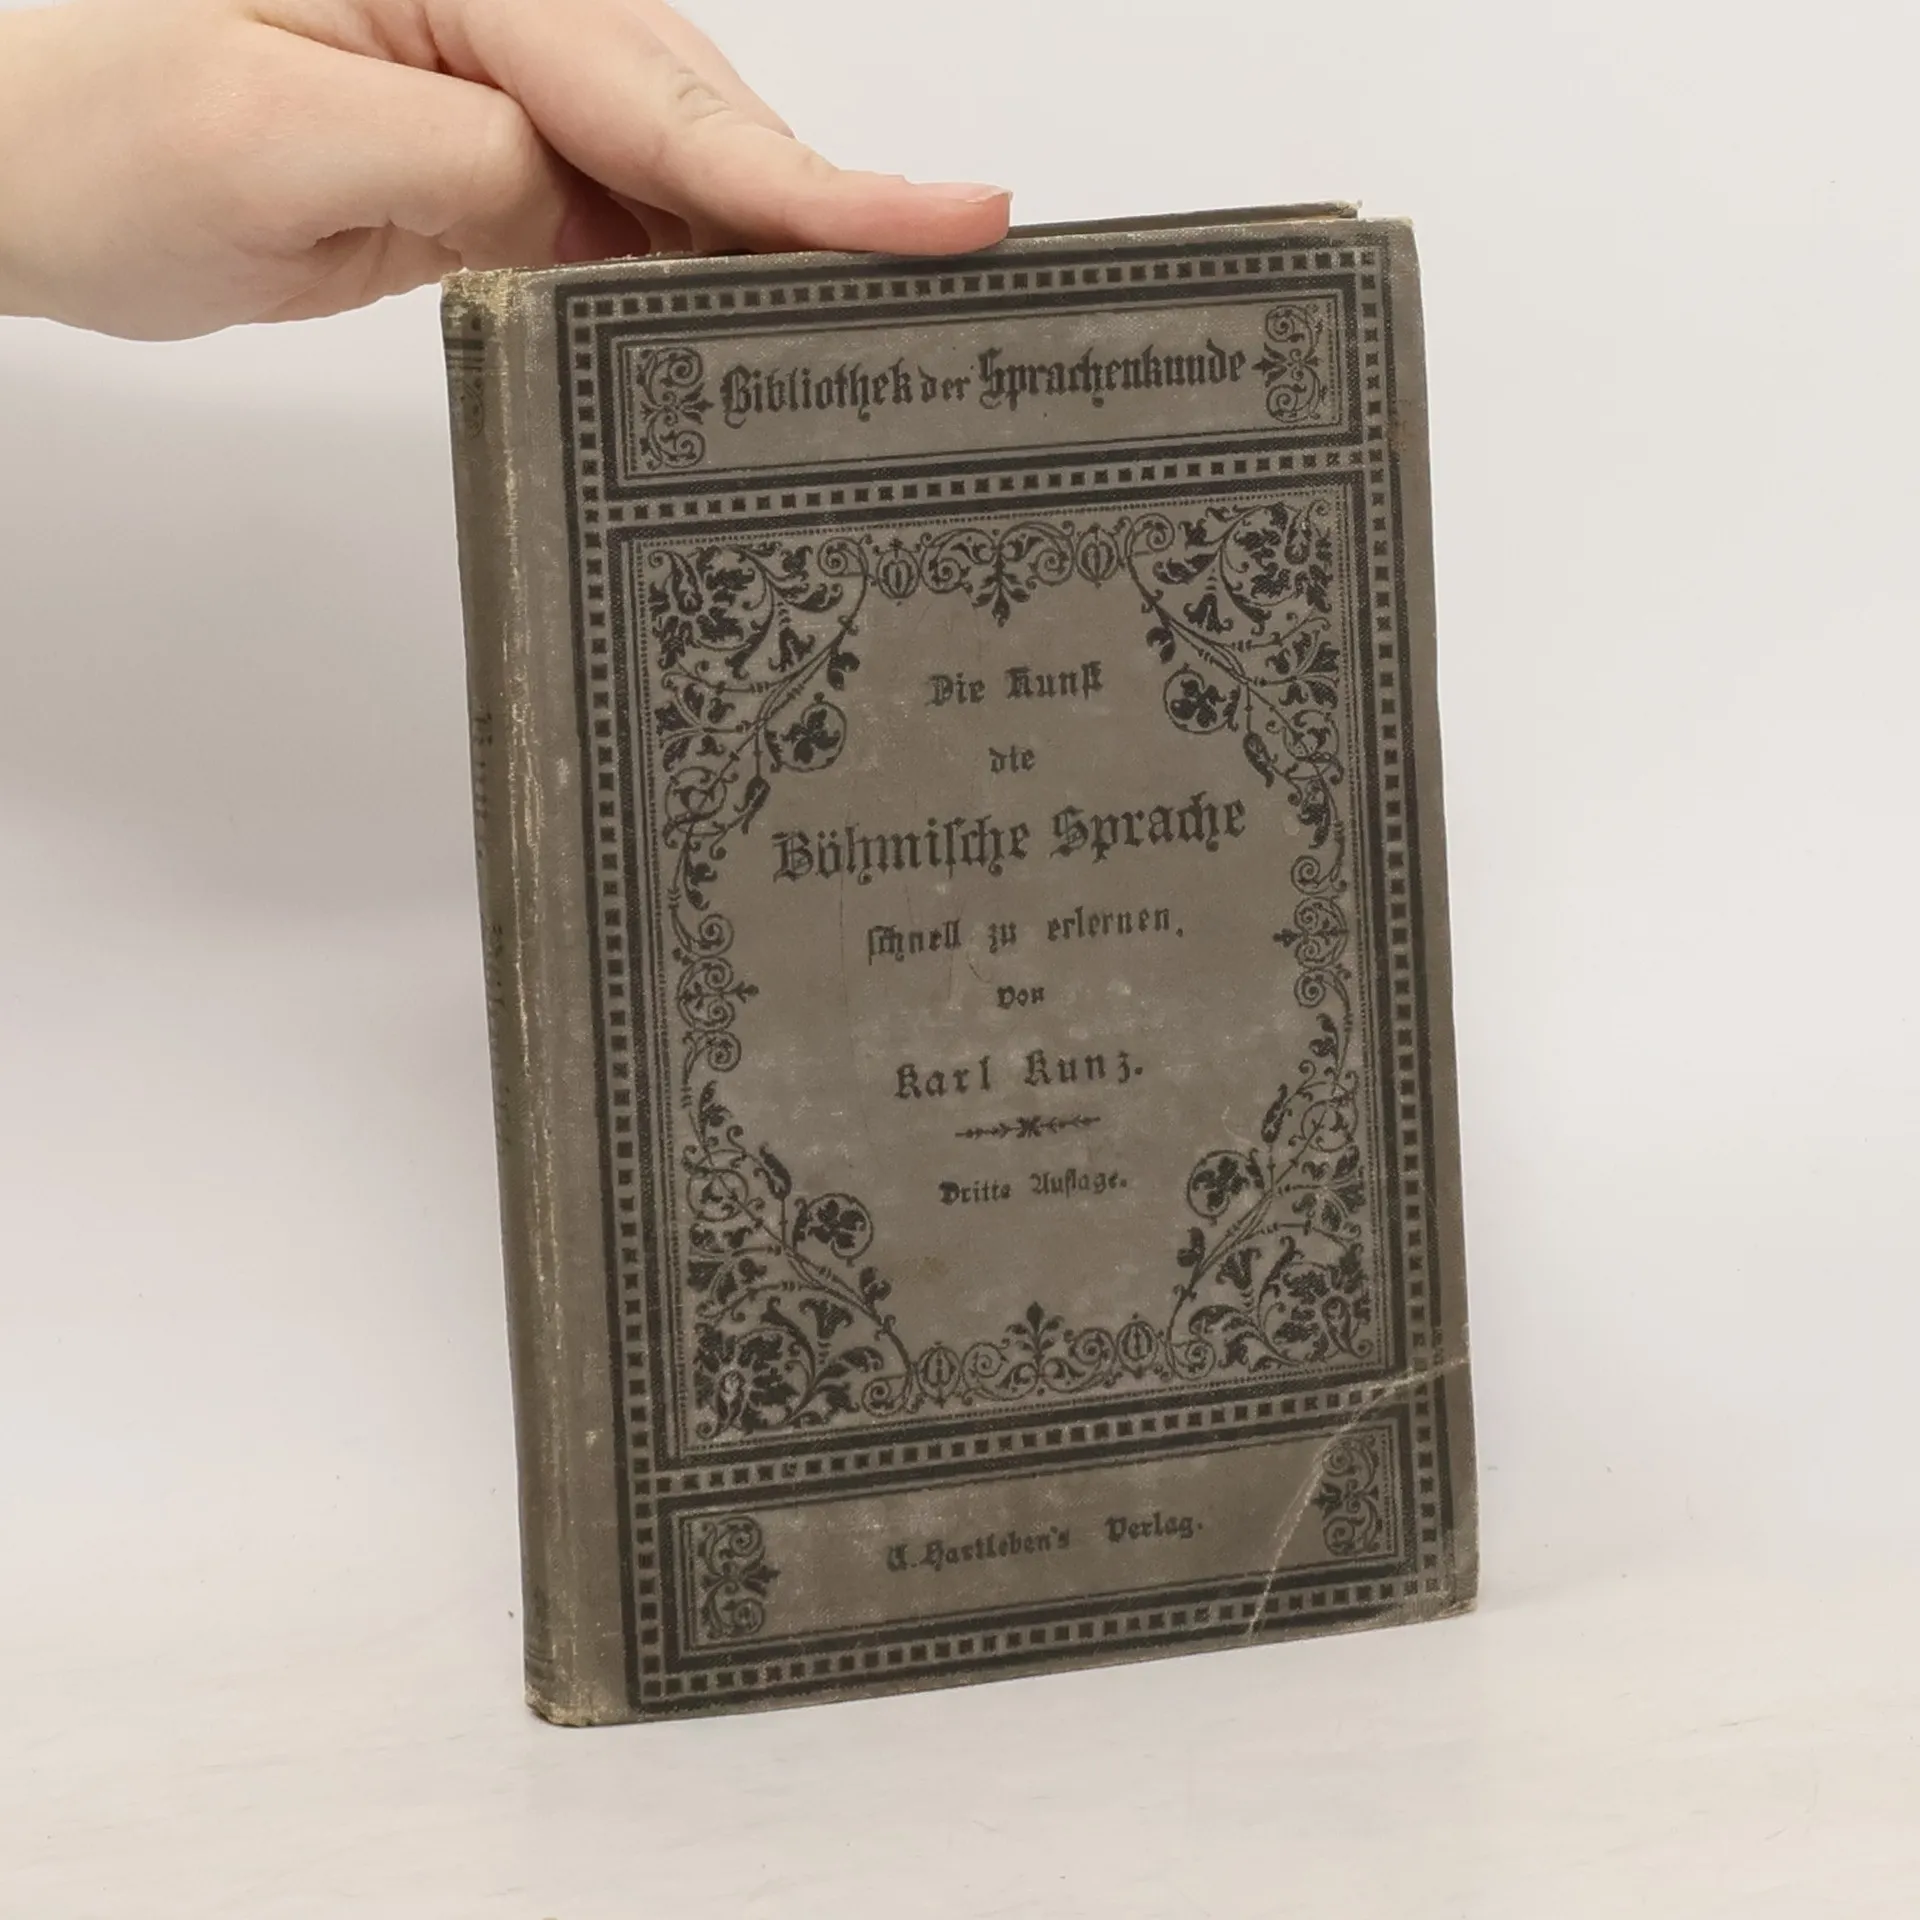 Bibliothek der Sprachenkunde
Die Kunſt
die
Böhmiſche Sprache
ſchnell zu erlernen.
Von
Karl Kunz.
Dritte Auflage.
A. Hartleben's Verlag.